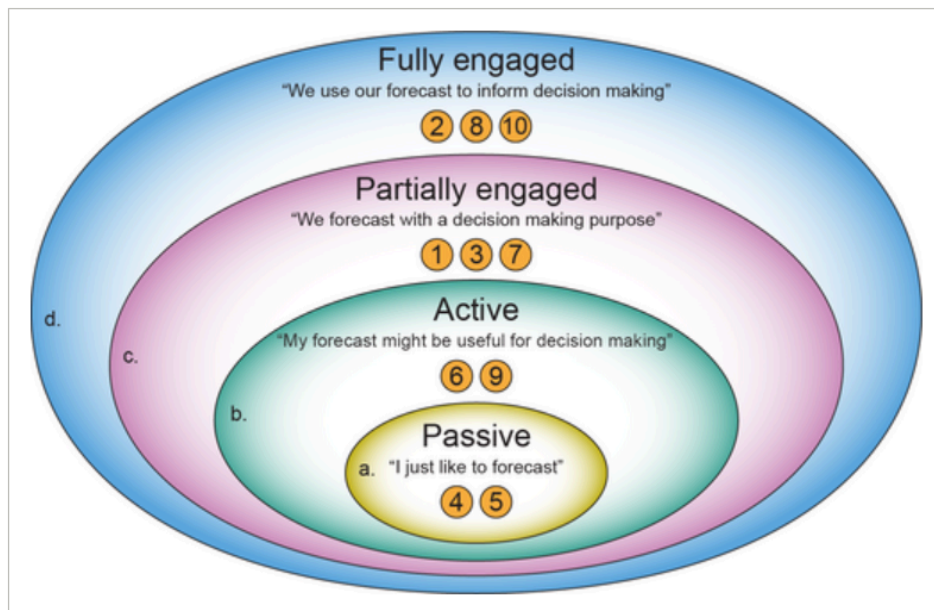 Fully engaged
“We use our forecast to inform decision making”
2 8 10
Partially engaged
“We forecast with a decision making purpose”
1 3 7
d.
Active
“My forecast might be useful for decision making”
c.
6 9
b.
Passive
a. “I just like to forecast”
4 5